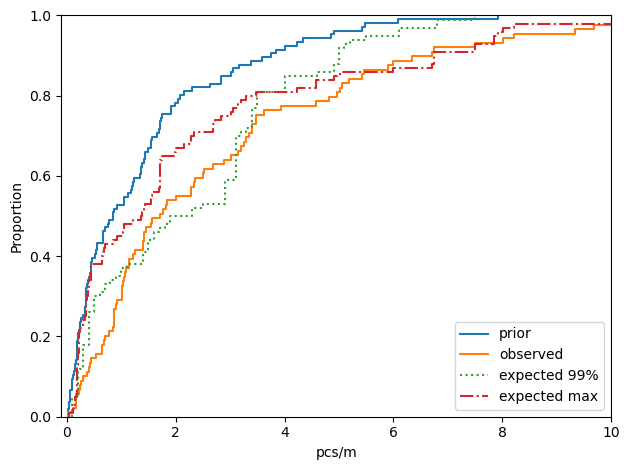 1.0
0.8
0.6
0.4
0.2
0.0
Proportion
0
2
4
6
8
10
pcs/m
prior
observed
expected 99%
expected max